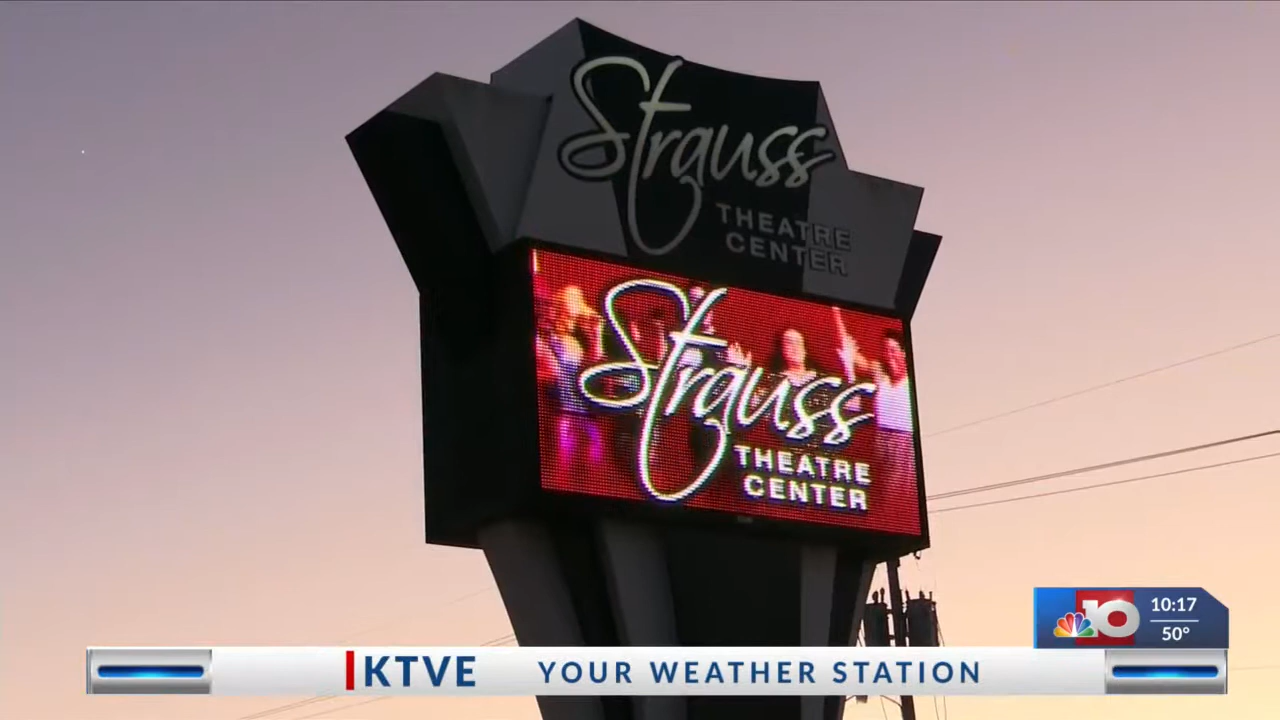 Strauss
THEATRE
CENTER
Strauss
THEATRE
CENTER
10 10:17
50°
KTVE YOUR WEATHER STATION